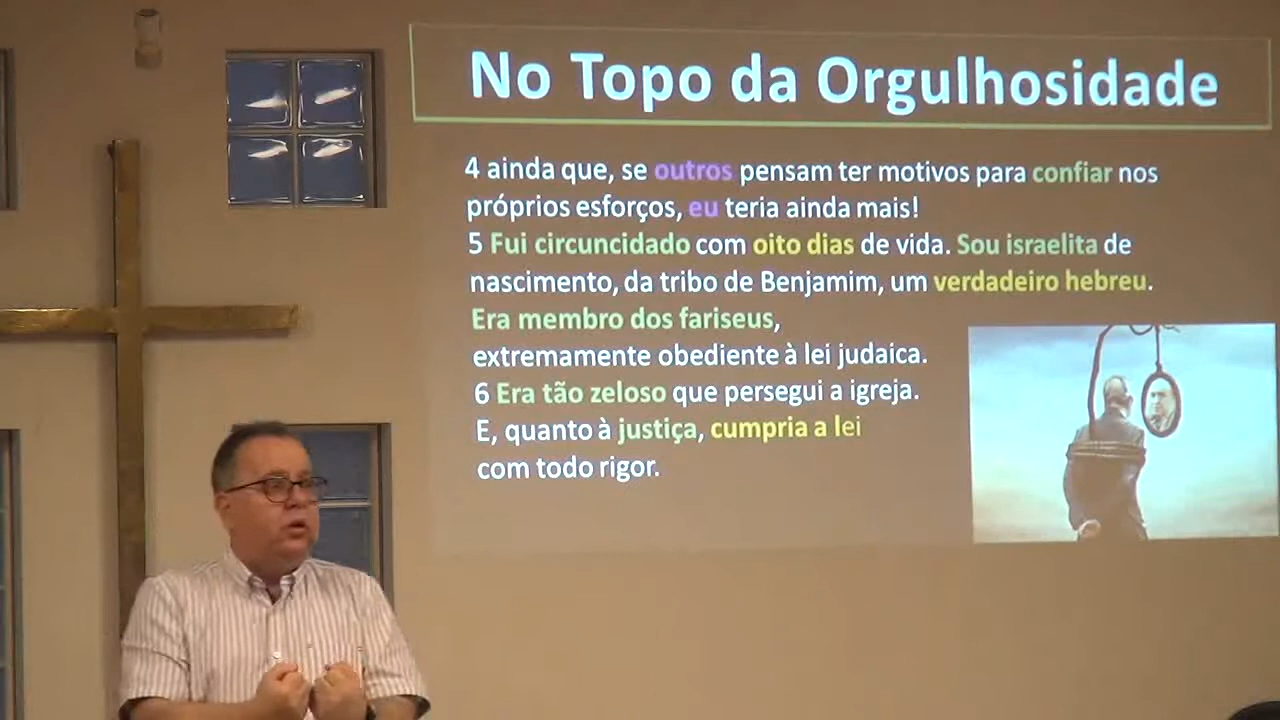 No Topo da Orgulhosidade
4 ainda que, se outros pensam ter motivos para confiar nos
próprios esforços, eu teria ainda mais!
5 Fui circuncidado com oito dias de vida. Sou israelita de
nascimento, da tribo de Benjamim, um verdadeiro hebreu.
Era membro dos fariseus,
extremamente obediente à lei judaica.
6 Era tão zeloso que persegui a igreja.
E, quanto à justiça, cumpria a lei
com todo rigor.